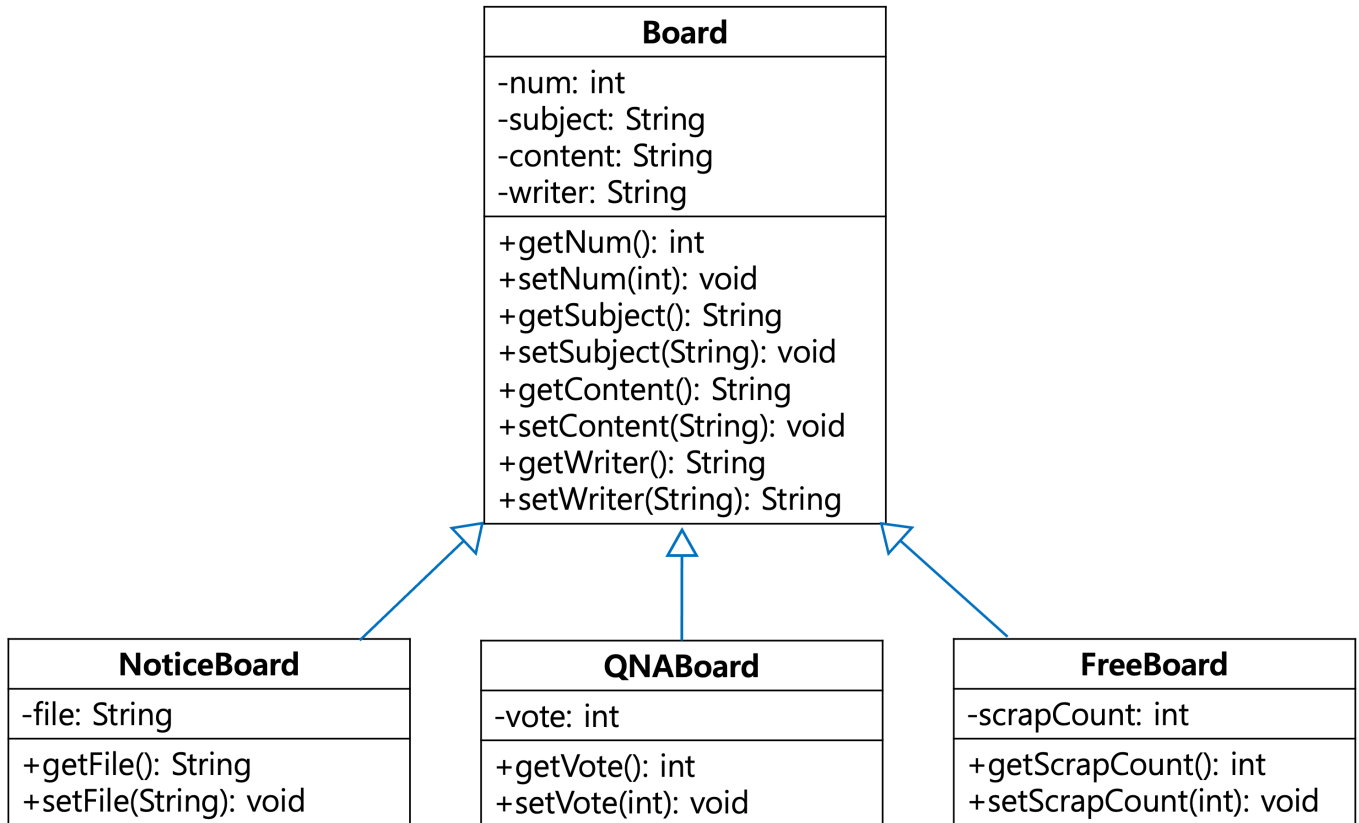 Board
-num: int
-subject: String
-content: String
-writer: String
+getNum(): int
+setNum(int): void
+getSubject(): String
+setSubject(String): void
+getContent(): String
+setContent(String): void
+getWriter(): String
+setWriter(String): String
NoticeBoard
-file: String
+getFile(): String
+setFile(String): void
QNABoard
-vote: int
+getVote(): int
+setVote(int): void
FreeBoard
-scrapCount: int
+getScrapCount(): int
+setScrapCount(int): void